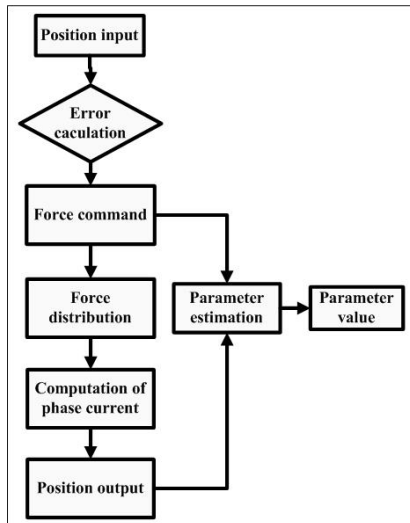 Position input
Error
caculation
Force command
Force
distribution
Parameter
estimation
Parameter
value
Computation of
phase current
Position output